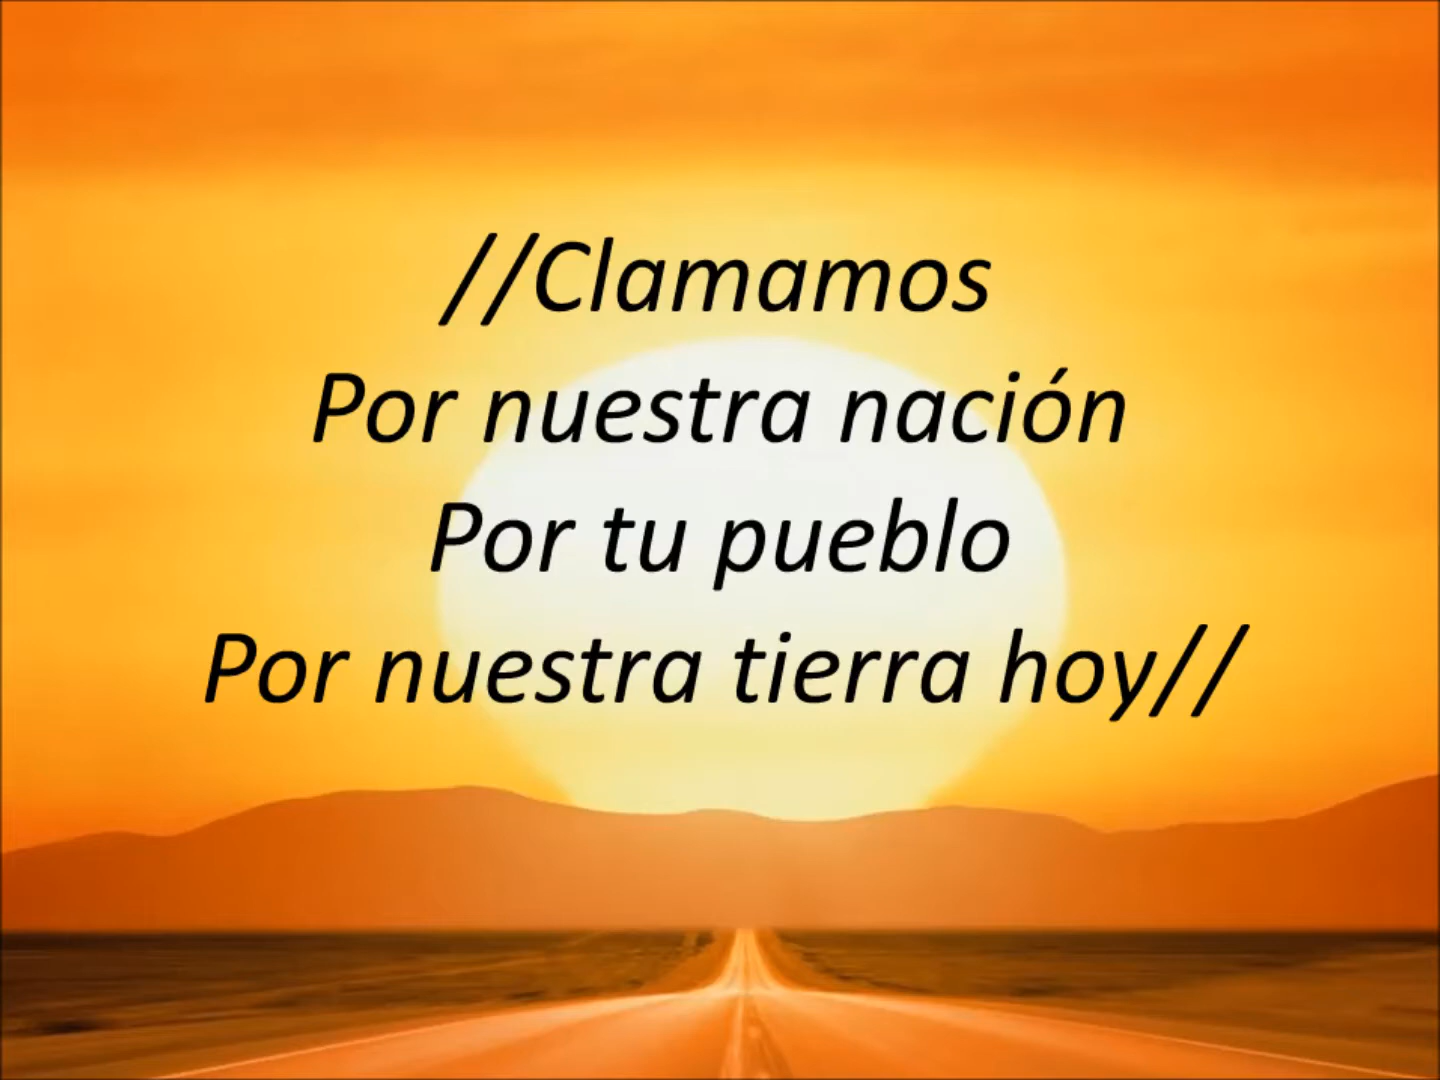 //Clamamos
Por nuestra nación
Por tu pueblo
Por nuestra tierra hoy//